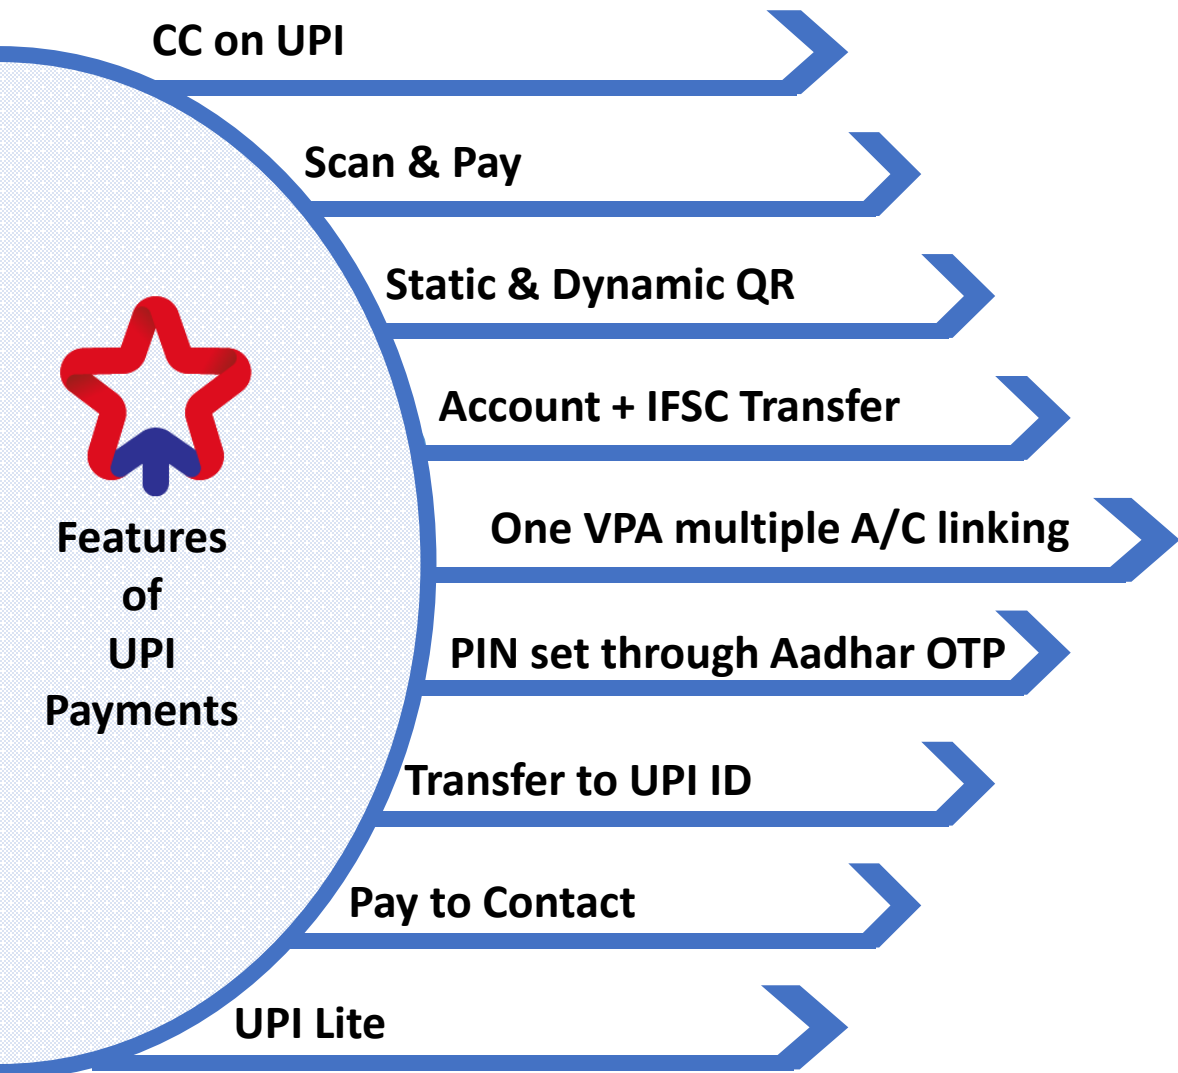 CC on UPI
Scan & Pay
Static & Dynamic QR
Account + IFSC Transfer
One VPA multiple A/C linking
PIN set through Aadhar OTP
Transfer to UPI ID
Pay to Contact
UPI Lite
Features
of
UPI
Payments